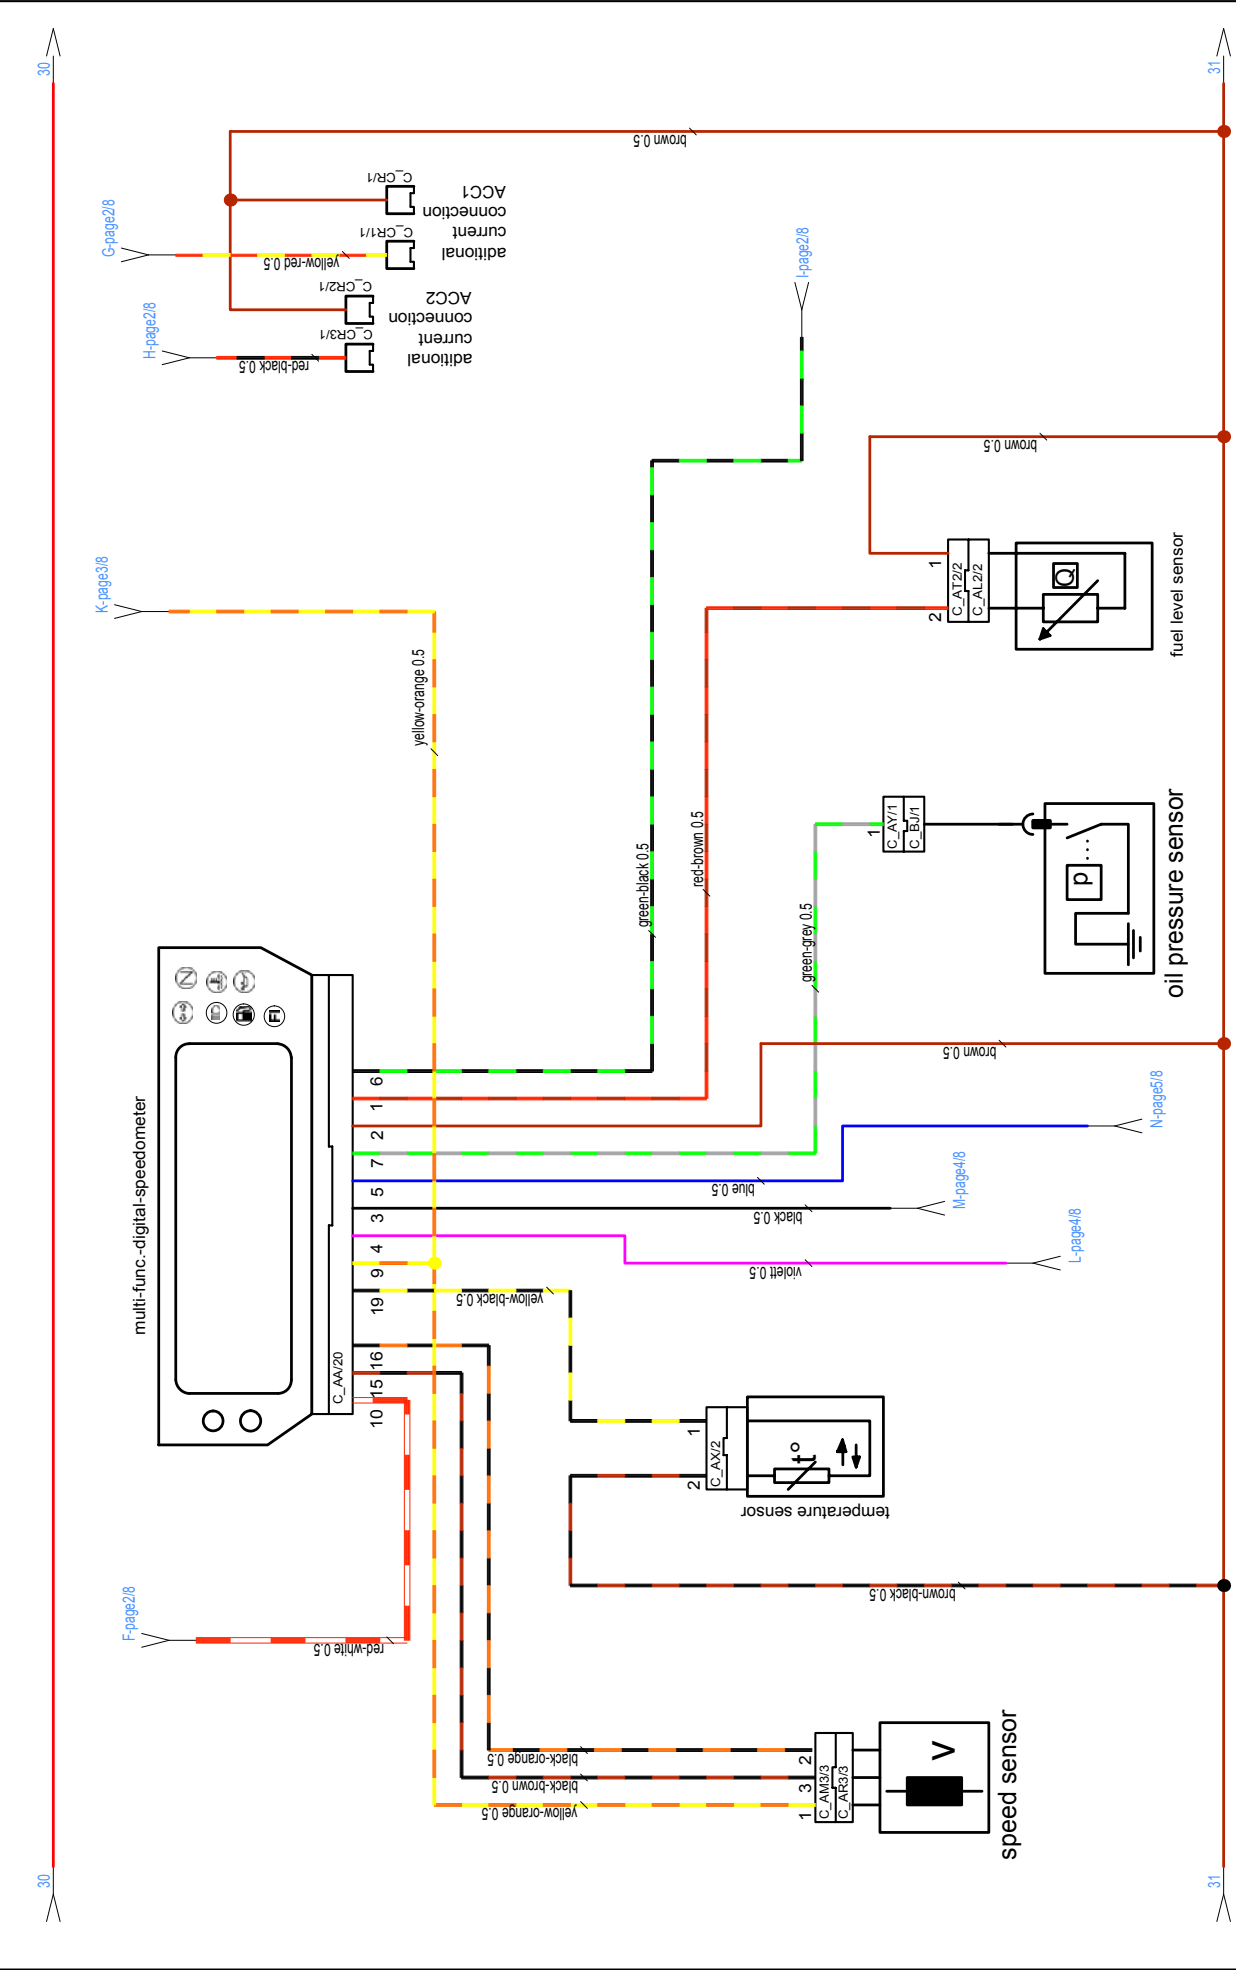 30
31
G-page2/8
H-page2/8
brown 0.5
C_CR/1
ACC1
connection
current
aditional
C_CR1/1
yellow-red 0.5
C_CR2/1
ACC2
connection
current
aditional
C_CR3/1
red-black 0.5
I-page2/8
K-page3/8
yellow-orange 0.5
brown 0.5
green-black 0.5
red-brown 0.5
1
2
C_AT2/2
C_AL2/2
Q
fuel level sensor
green-grey 0.5
1
C_AY/1
C_BJ/1
p
oil pressure sensor
N
FI
multi-func.-digital-speedometer
C_AA/20
6
1
2
7
5
3
4
9
19
16
15
10
brown 0.5
blue 0.5
black 0.5
violett 0.5
yellow-black 0.5
N-page5/8
M-page4/8
L-page4/8
F-page2/8
red-white 0.5
1
2
C_AX/2
t°
temperature sensor
brown-black 0.5
black-orange 0.5
black-brown 0.5
yellow-orange 0.5
2
3
1
C_AM3/3
C_AR3/3
V
speed sensor
30
31